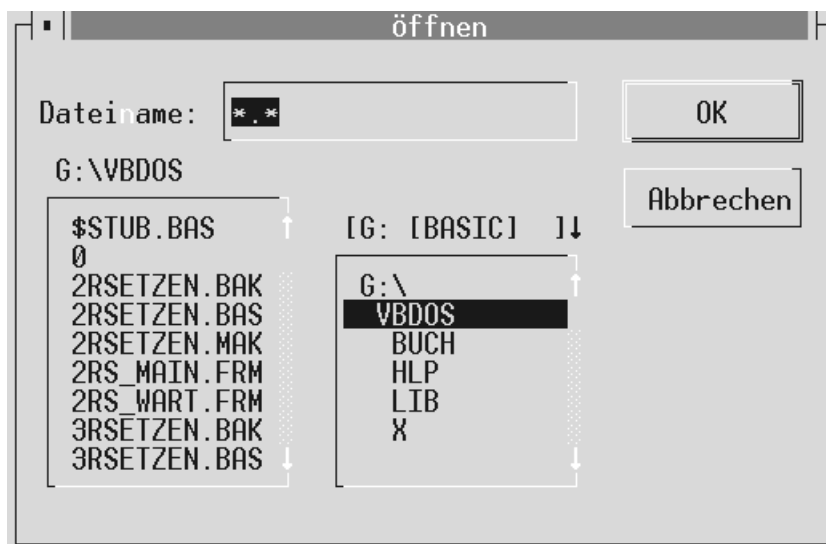 öffnen
Dateiname:
*.*
OK
G:\VBDOS
Abbrechen
$STUB.BAS
0
2RSETZEN.BAK
2RSETZEN.BAS
2RSETZEN.MAK
2RS_MAIN.FRM
2RS_WART.FRM
3RSETZEN.BAK
3RSETZEN.BAS
[G: [BASIC] ]↓
G:\
VBDOS
BUCH
HLP
LIB
X